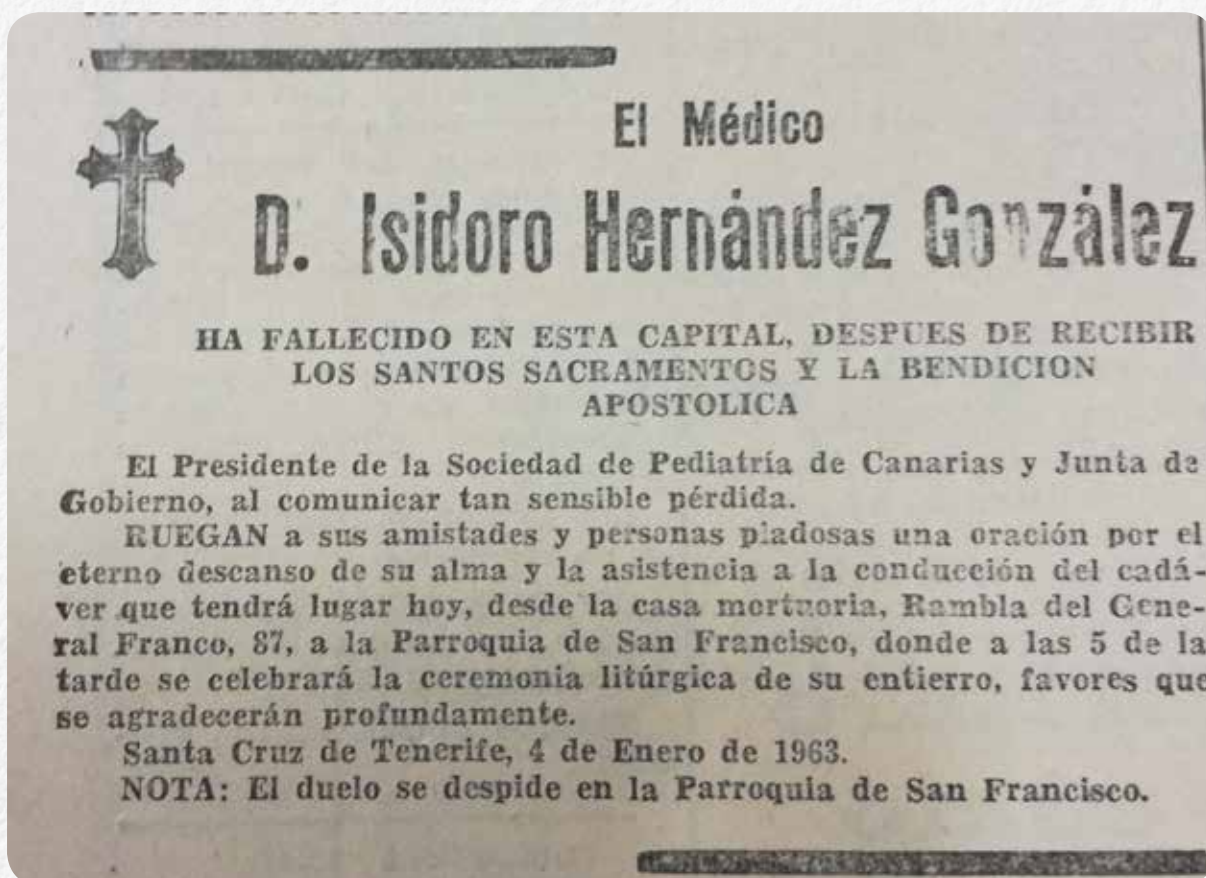 El Médico
D. Isidoro Hernández González
HA FALLECIDO EN ESTA CAPITAL, DESPUES DE RECIBIR
LOS SANTOS SACRAMENTOS Y LA BENDICION
APOSTOLICA
El Presidente de la Sociedad de Pediatría de Canarias y Junta de
Gobierno, al comunicar tan sensible pérdida.
RUEGAN a sus amistades y personas piadosas una oración por el
eterno descanso de su alma y la asistencia a la conducción del cadá-
ver que tendrá lugar hoy, desde la casa mortuoria, Rambla del Gene-
ral Franco, 87, a la Parroquia de San Francisco, donde a las 5 de la
tarde se celebrará la ceremonia litúrgica de su entierro, favores que
se agradecerán profundamente.
Santa Cruz de Tenerife, 4 de Enero de 1963.
NOTA: El duelo se despide en la Parroquia de San Francisco.